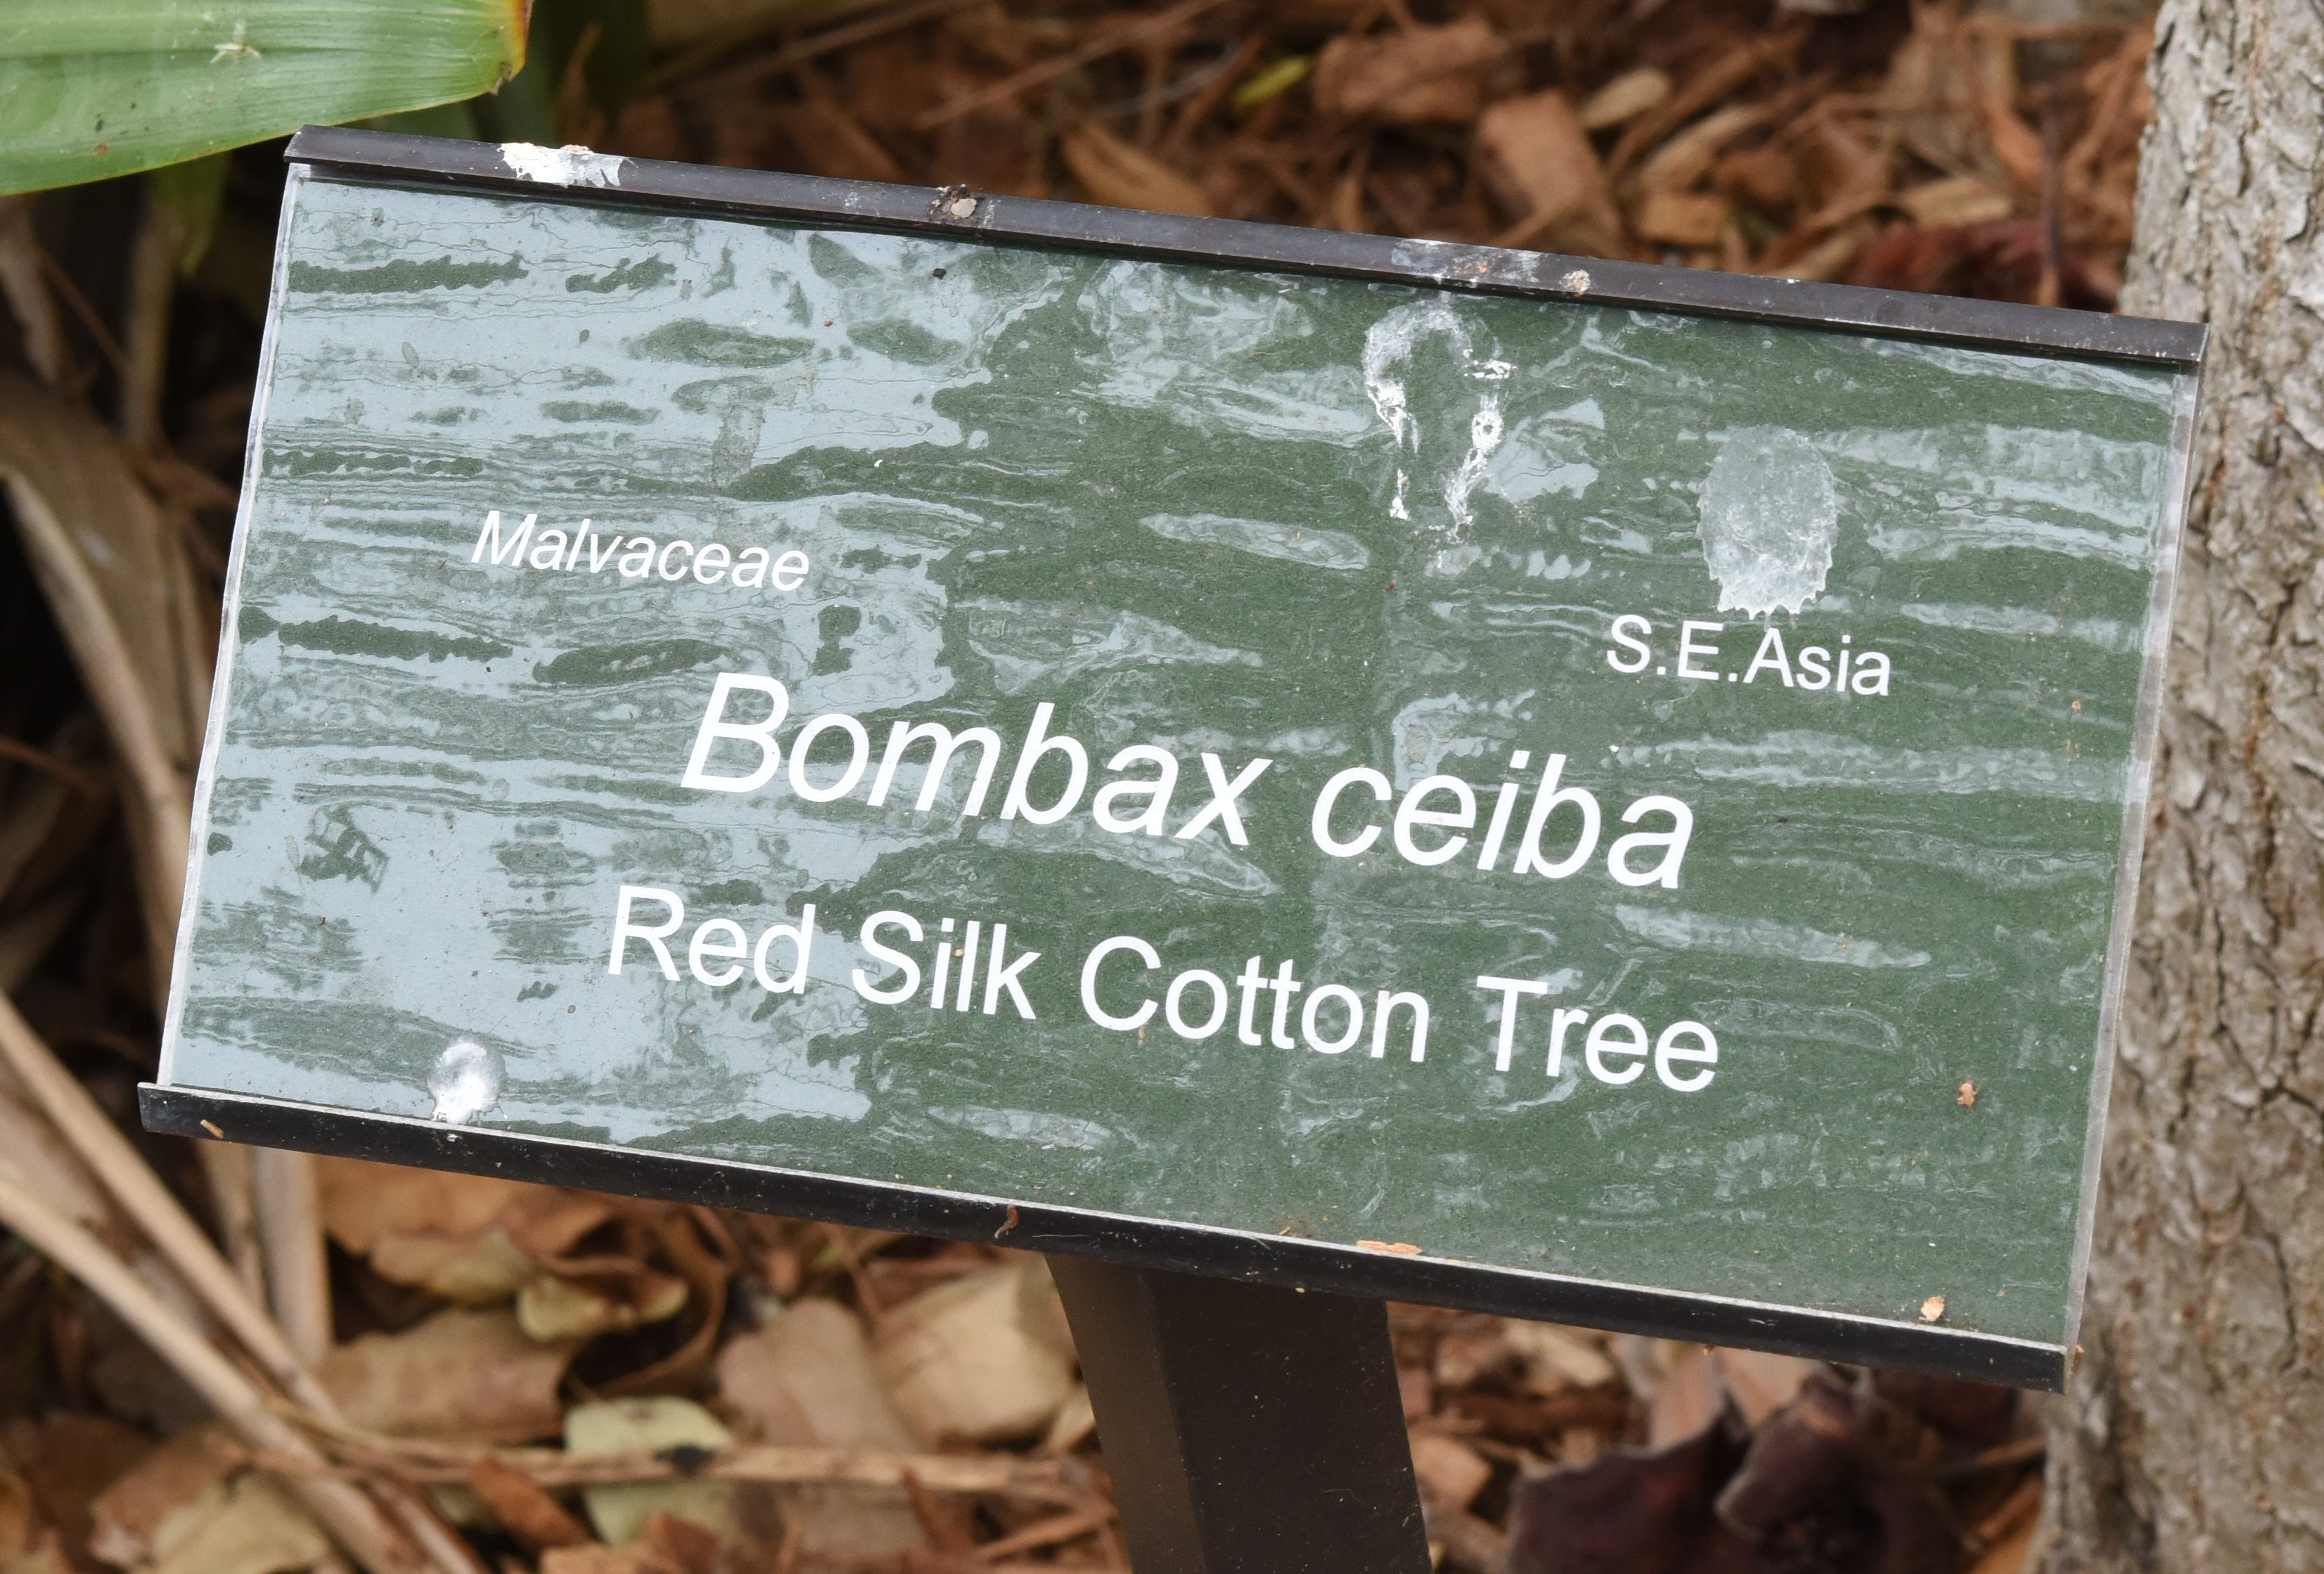 Malvaceae
S.E.Asia
Bombax ceiba
Red Silk Cotton Tree